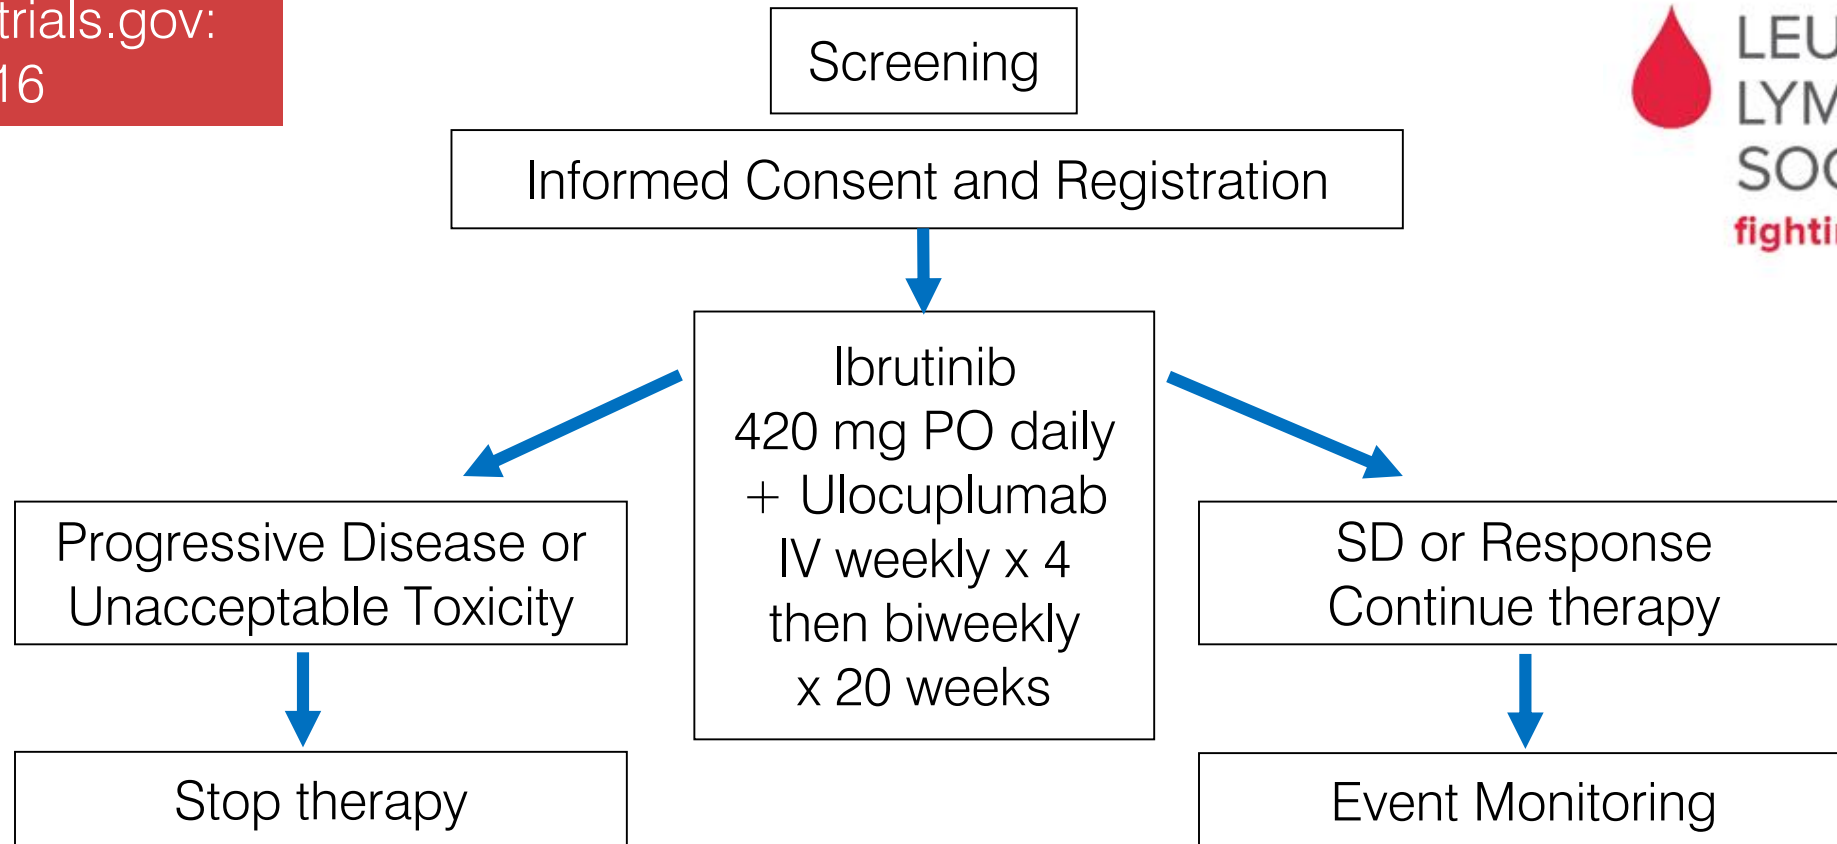 trials.gov:
16
Screening
LEU
LYM
SOC
fightin
Informed Consent and Registration
Ibrutinib
420 mg PO daily
+ Ulocuplumab
IV weekly x 4
then biweekly
x 20 weeks
Progressive Disease or
Unacceptable Toxicity
SD or Response
Continue therapy
Stop therapy
Event Monitoring